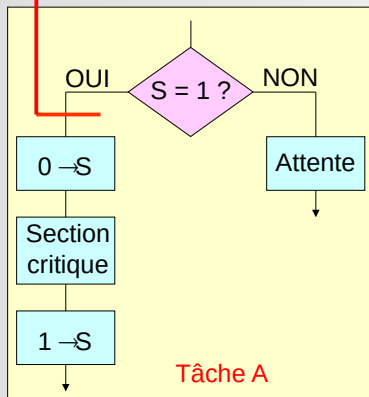 OUI
S = 1 ?
NON
0 →S
Attente
Section
critique
1 →S
Tâche A